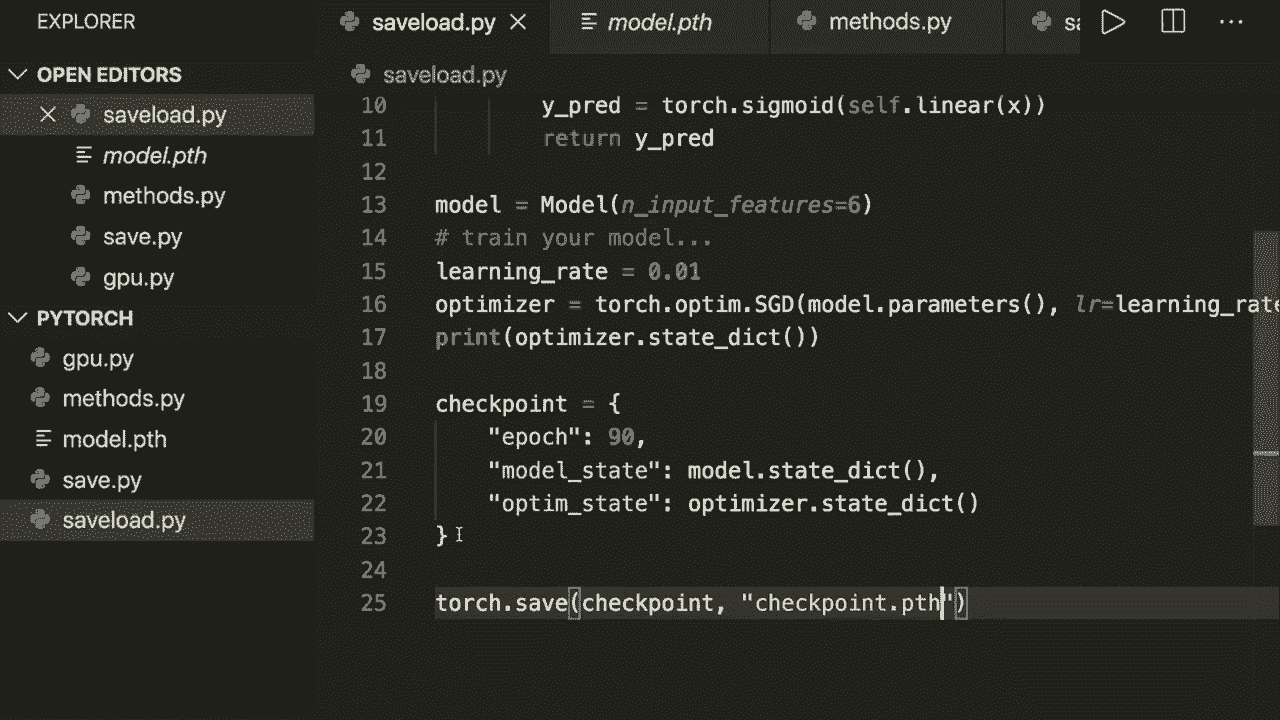 EXPLORER
OPEN EDITORS
saveload.py
model.pth
methods.py
save.py
gpu.py
PYTORCH
gpu.py
methods.py
model.pth
save.py
saveload.py
saveload.py model.pth methods.py sa
saveload.py
10 y_pred = torch.sigmoid(self.linear(x))
11 return y_pred
12
13 model = Model(n_input_features=6)
14 # train your model...
15 learning_rate = 0.01
16 optimizer = torch.optim.SGD(model.parameters(), lr=learning_rate
17 print(optimizer.state_dict())
18
19 checkpoint = {
20 "epoch": 90,
21 "model_state": model.state_dict(),
22 "optim_state": optimizer.state_dict()
23 }
24
25 torch.save(checkpoint, "checkpoint.pth")